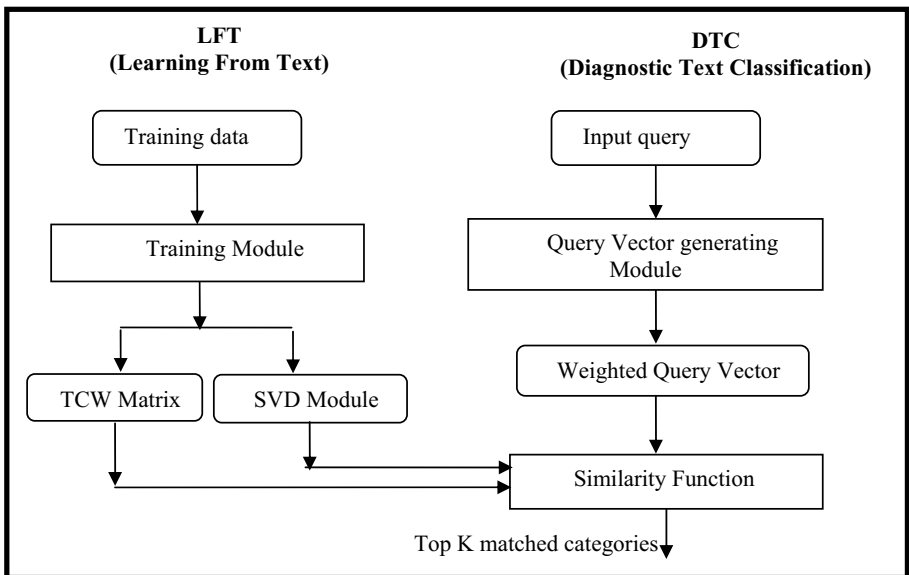 LFT
(Learning From Text)
DTC
(Diagnostic Text Classification)
Training data
Input query
Training Module
Query Vector generating
Module
TCW Matrix
SVD Module
Weighted Query Vector
Similarity Function
Top K matched categories